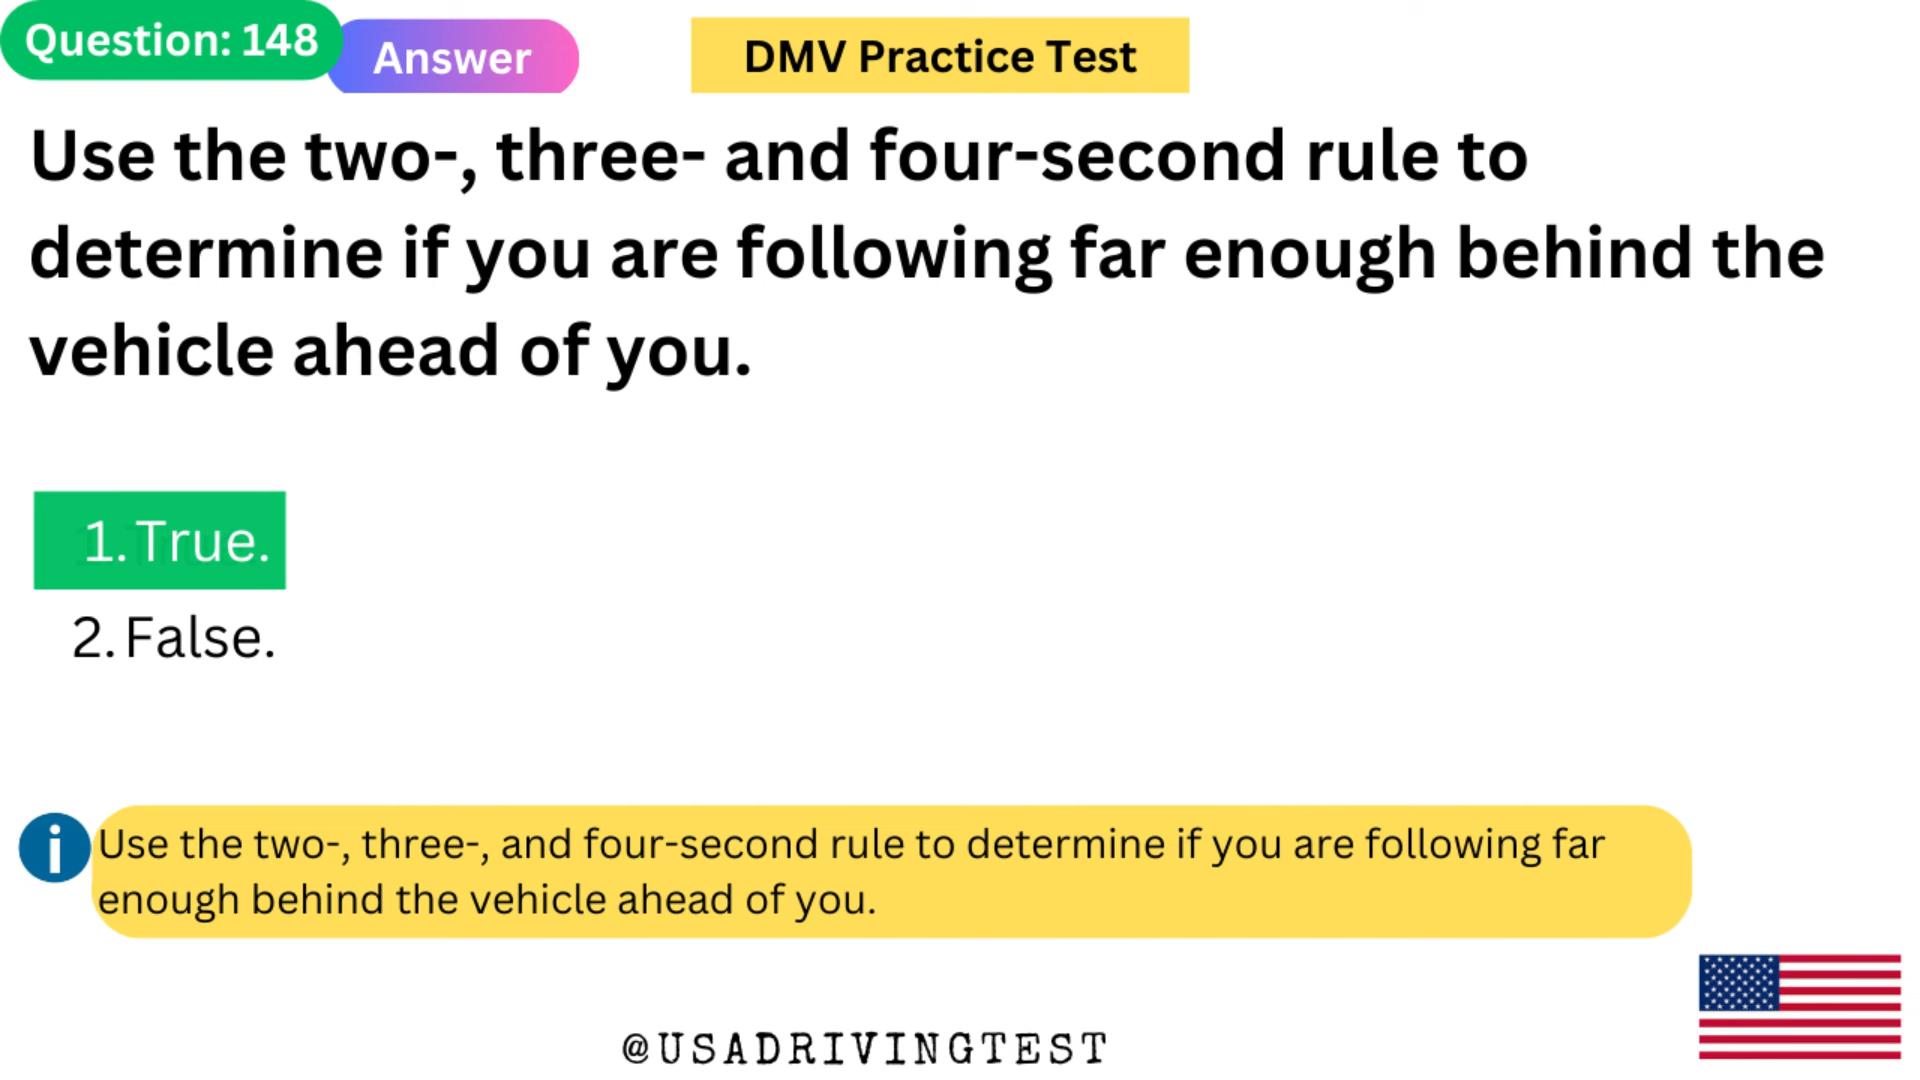 Question: 148
Answer
DMV Practice Test
Use the two-, three- and four-second rule to
determine if you are following far enough behind the
vehicle ahead of you.
1. True.
2. False.
i
Use the two-, three-, and four-second rule to determine if you are following far
enough behind the vehicle ahead of you.
@USADRIVINGTEST